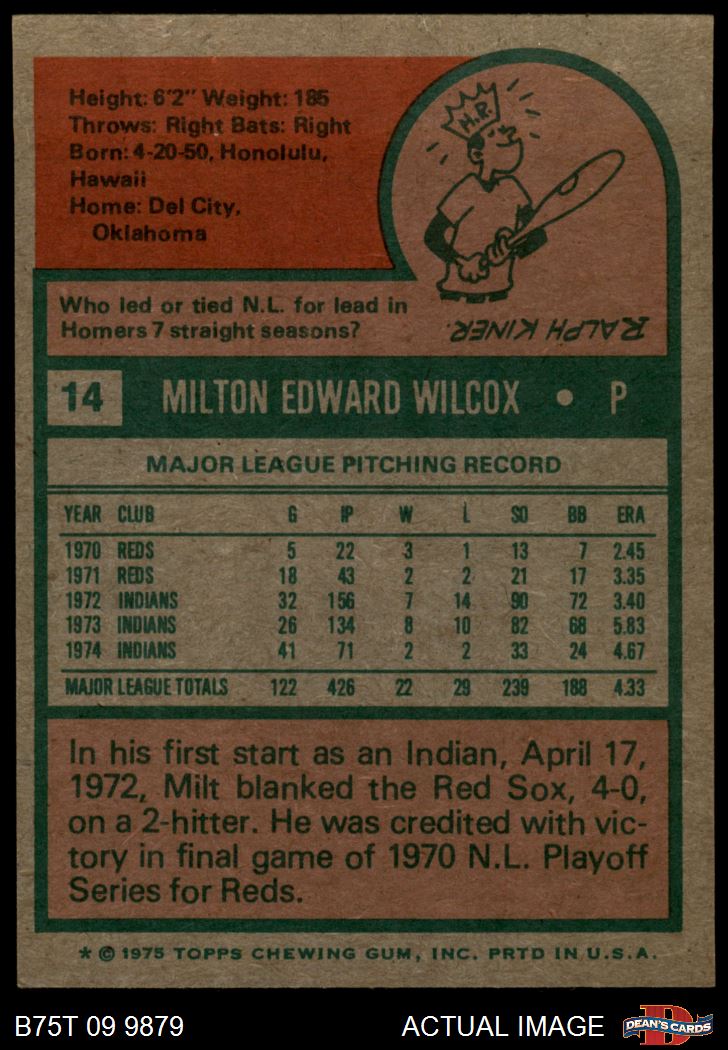 Height: 6'2" Weight: 185
Throws: Right Bats: Right
Born: 4-20-50, Honolulu,
Hawaii
Home: Del City,
Oklahoma
H.R.
Who led or tied N.L. for lead in
Homers 7 straight seasons?
RALPH KINER.
14 MILTON EDWARD WILCOX • P
MAJOR LEAGUE PITCHING RECORD
YEAR CLUB G IP W L SO BB ERA
1970 REDS 5 22 3 1 13 7 2.45
1971 REDS 18 43 2 2 21 17 3.35
1972 INDIANS 32 156 7 14 90 72 3.40
1973 INDIANS 26 134 8 10 82 68 5.83
1974 INDIANS 41 71 2 2 33 24 4.67
MAJOR LEAGUE TOTALS 122 426 22 29 239 188 4.33
In his first start as an Indian, April 17,
1972, Milt blanked the Red Sox, 4-0,
on a 2-hitter. He was credited with vic-
tory in final game of 1970 N.L. Playoff
Series for Reds.
* © 1975 TOPPS CHEWING GUM, INC. PRTD IN U.S.A.
B75T 09 9879 ACTUAL IMAGE D DEAN'S CARDS